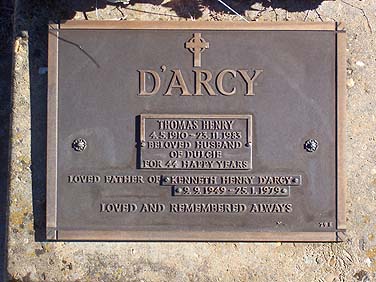 D'ARCY
THOMAS HENRY
4.5.1910-23.11.1983
BELOVED HUSBAND
OF DULCIE
FOR 44 HAPPY YEARS
LOVED FATHER OF KENNETH HENRY D'ARCY
9.9.1949-25.1.1979
LOVED AND REMEMBERED ALWAYS